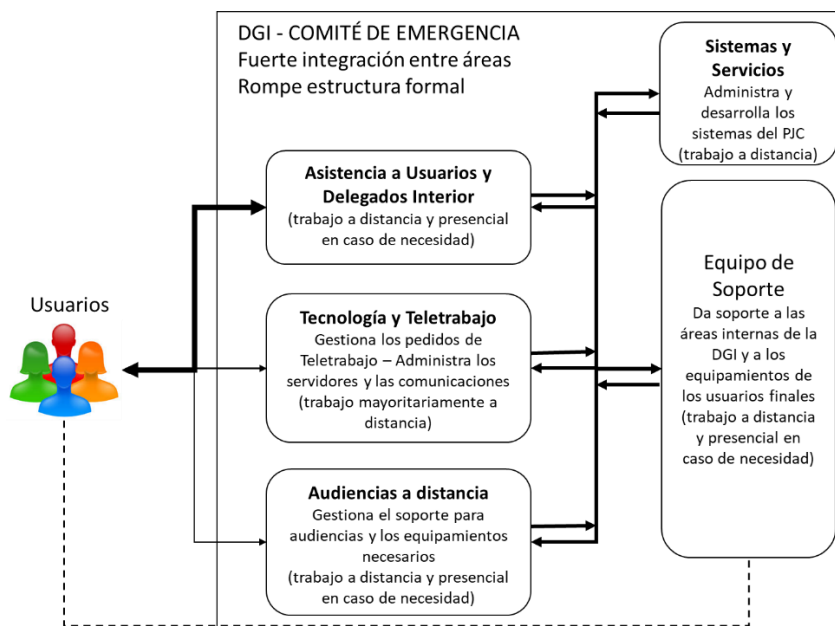 DGI - COMITÉ DE EMERGENCIA
Fuerte integración entre áreas
Rompe estructura formal
Sistemas y
Servicios
Administra y
desarrolla los
sistemas del PJC
(trabajo a distancia)
Asistencia a Usuarios y
Delegados Interior
(trabajo a distancia y presencial
en caso de necesidad)
Usuarios
Tecnología y Teletrabajo
Gestiona los pedidos de
Teletrabajo – Administra los
servidores y las comunicaciones
(trabajo mayoritariamente a
distancia)
Equipo de
Soporte
Da soporte a las
áreas internas de la
DGI y a los
equipamientos de
los usuarios finales
(trabajo a distancia
y presencial en
caso de necesidad)
Audiencias a distancia
Gestiona el soporte para
audiencias y los equipamientos
necesarios
(trabajo a distancia y presencial
en caso de necesidad)